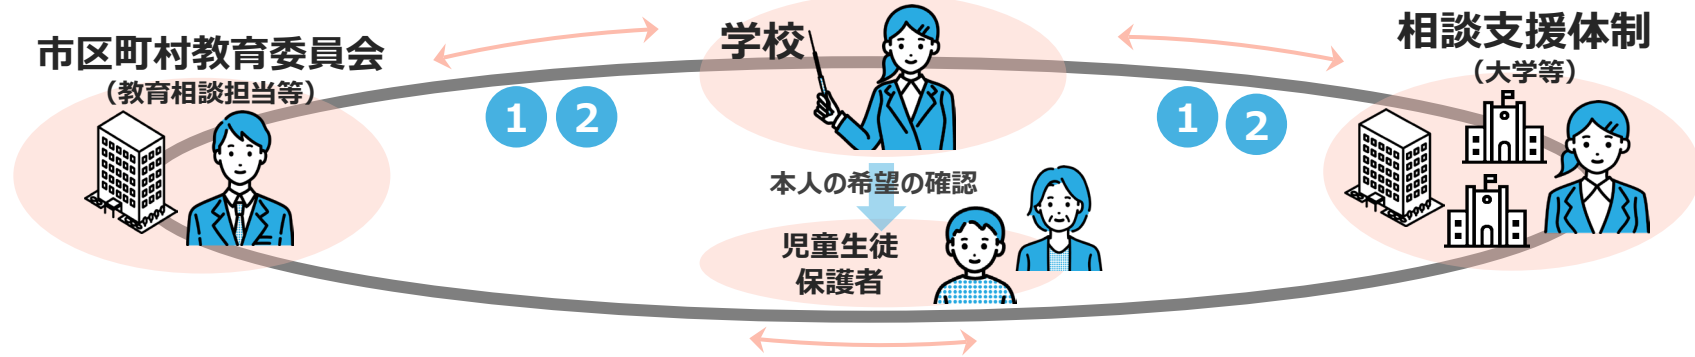 市区町村教育委員会
（教育相談担当等）
1 2
学校
1 2
相談支援体制
（大学等）
本人の希望の確認
児童生徒
保護者